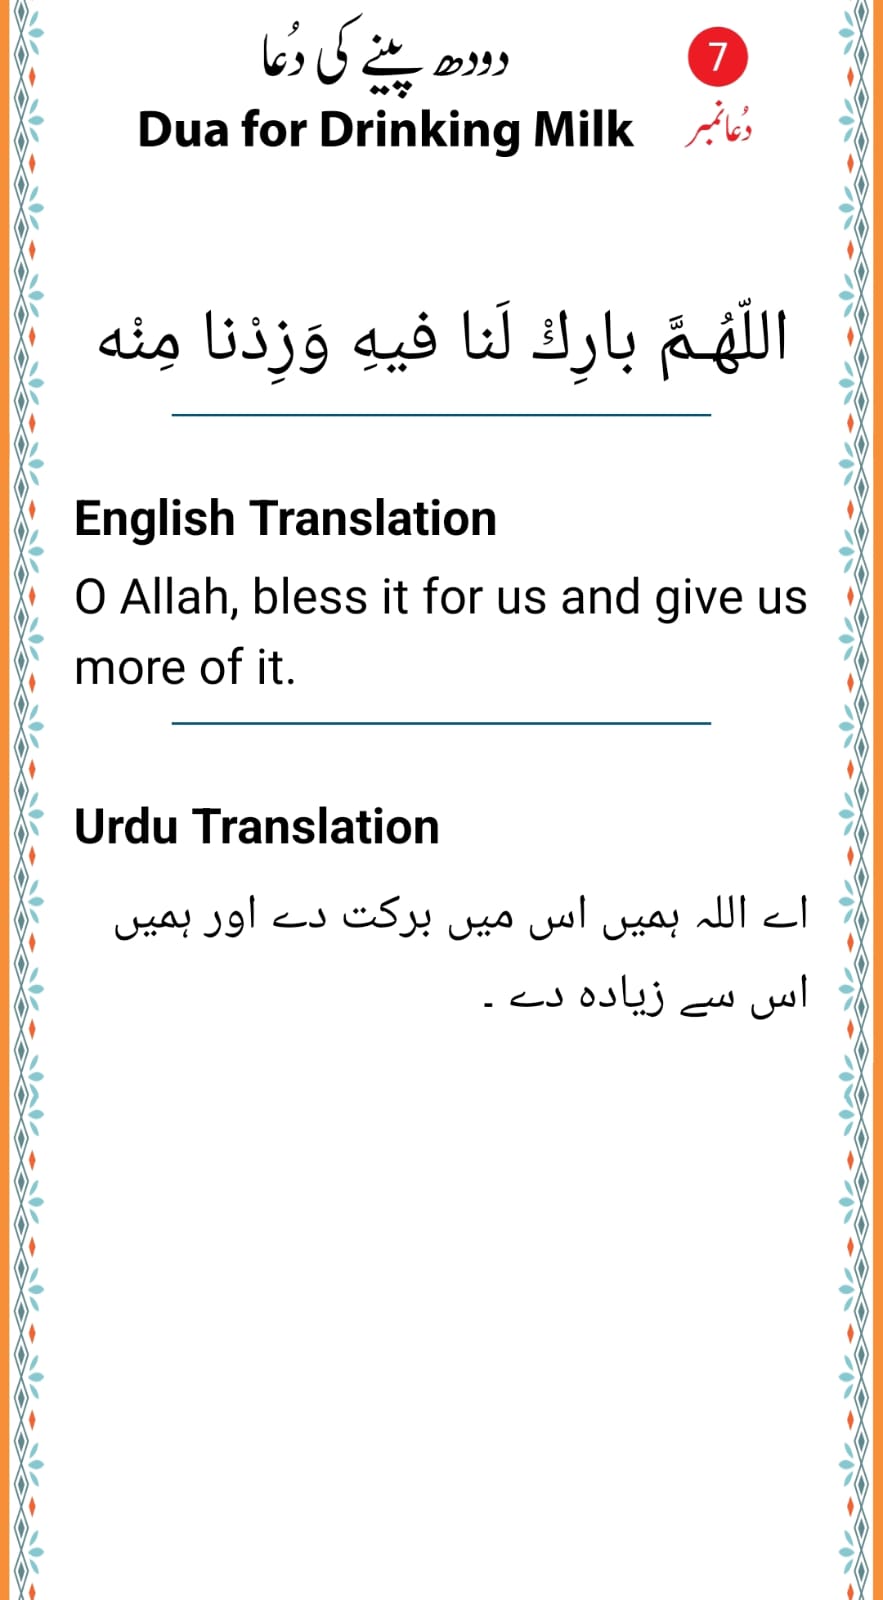 دودھ پینے کی دُعا
7
Dua for Drinking Milk
دُعا نمبر
اللّهُـمَّ بارِكْ لَنا فيهِ وَزِدْنا مِنْه
English Translation
O Allah, bless it for us and give us
more of it.
Urdu Translation
اے اللہ ہمیں اس میں برکت دے اور ہمیں
اس سے زیادہ دے ۔